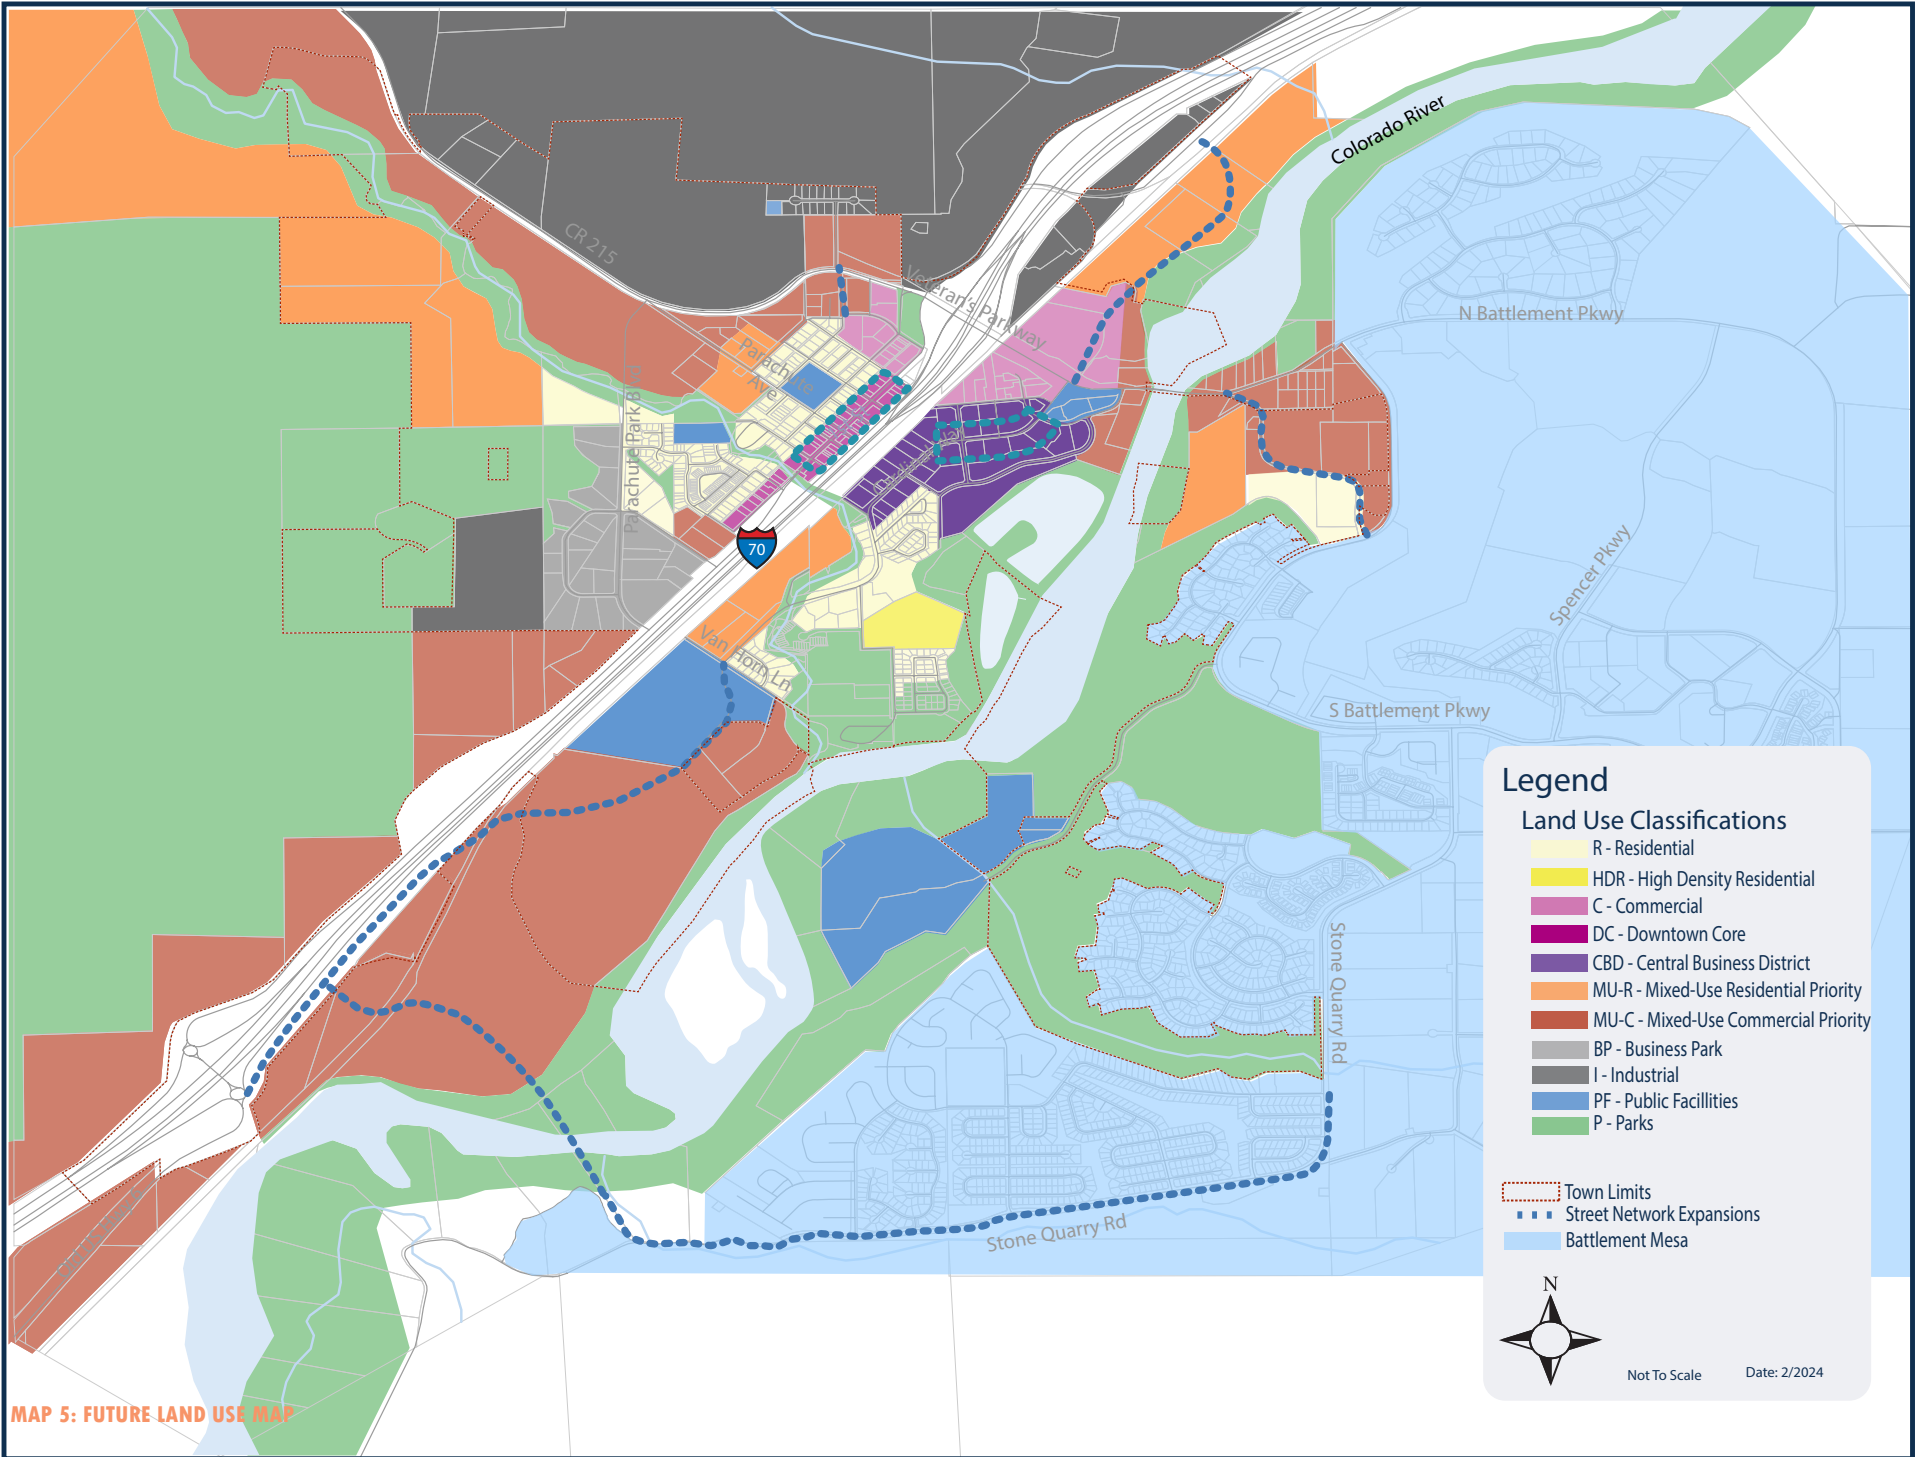 Colorado River
CR 215
Veteran's Parkway
N Battlement Pkwy
Parachute
Ave
Parachute Park Blvd
70
Spencer Pkwy
Van Horn Ln
S Battlement Pkwy
Stone Quarry Rd
Stone Quarry Rd
Legend
Land Use Classifications
R - Residential
HDR - High Density Residential
C - Commercial
DC - Downtown Core
CBD - Central Business District
MU-R - Mixed-Use Residential Priority
MU-C - Mixed-Use Commercial Priority
BP - Business Park
I - Industrial
PF - Public Facillities
P - Parks
Town Limits
Street Network Expansions
Battlement Mesa
N
Not To Scale
Date: 2/2024
MAP 5: FUTURE LAND USE MAP